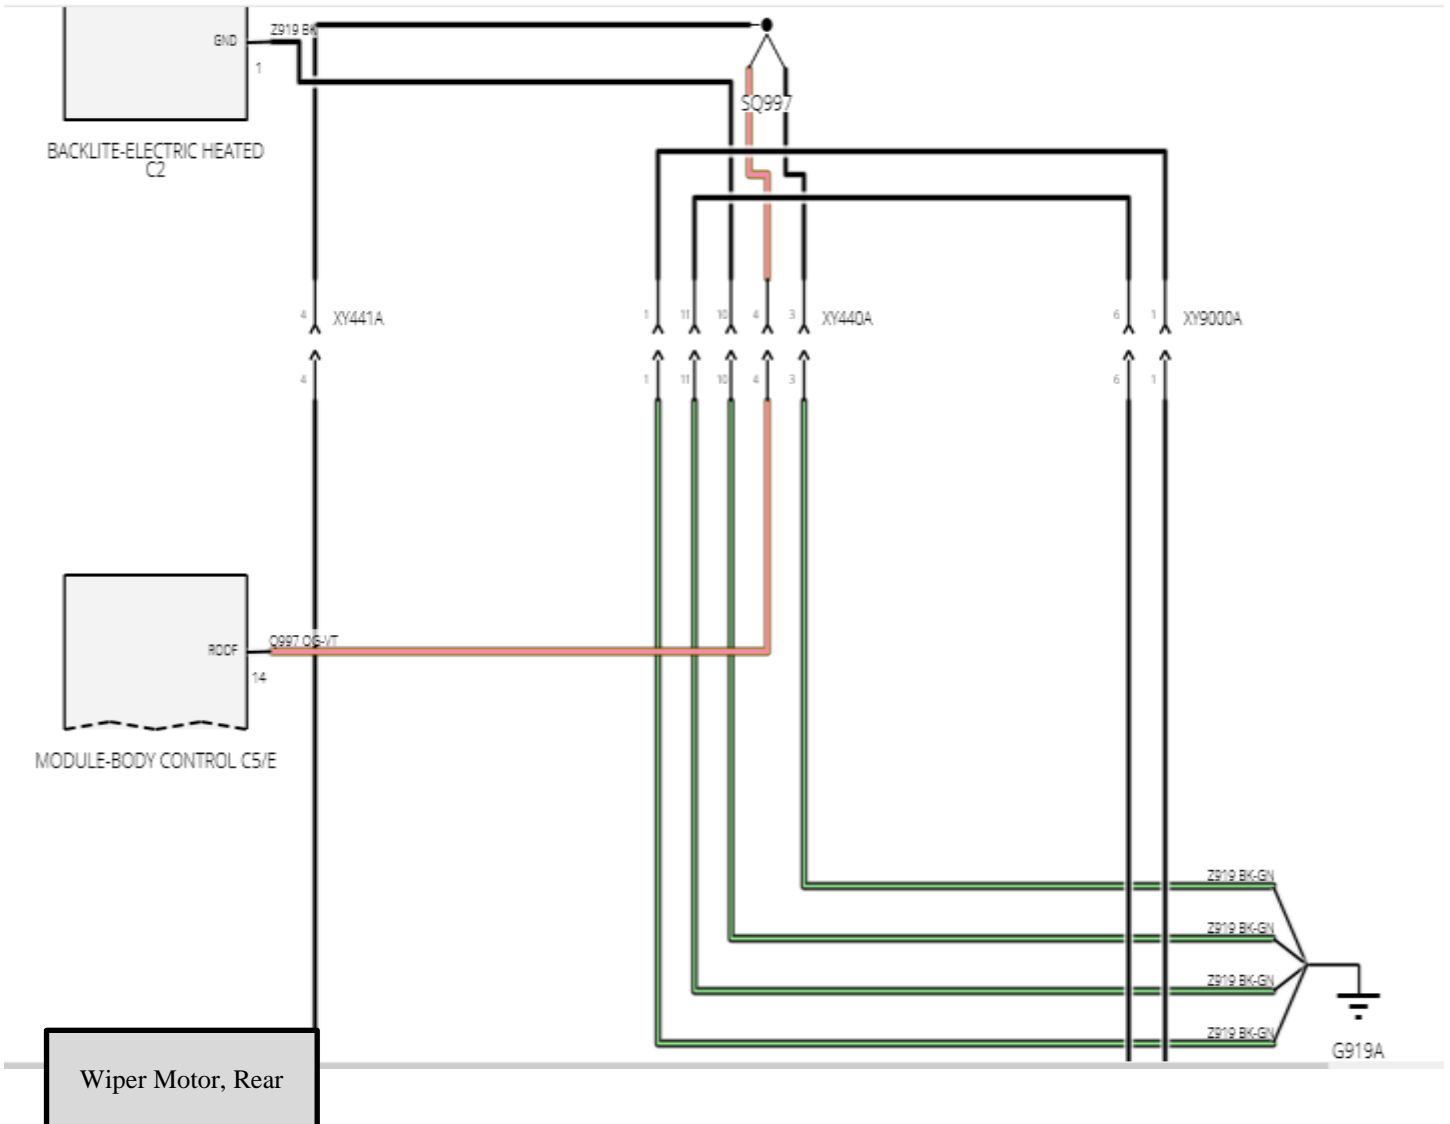 Z919 BK
GND
1
SQ997
BACKLITE-ELECTRIC HEATED
C2
4 XY441A
1 11 10 4 3 XY440A
6 1 XY9000A
4
1 11 10 4 3
6 1
Q997 OG-VT
ROOF
14
MODULE-BODY CONTROL C5/E
Z919 BK-GN
Z919 BK-GN
Z919 BK-GN
Z919 BK-GN
G919A
Wiper Motor, Rear